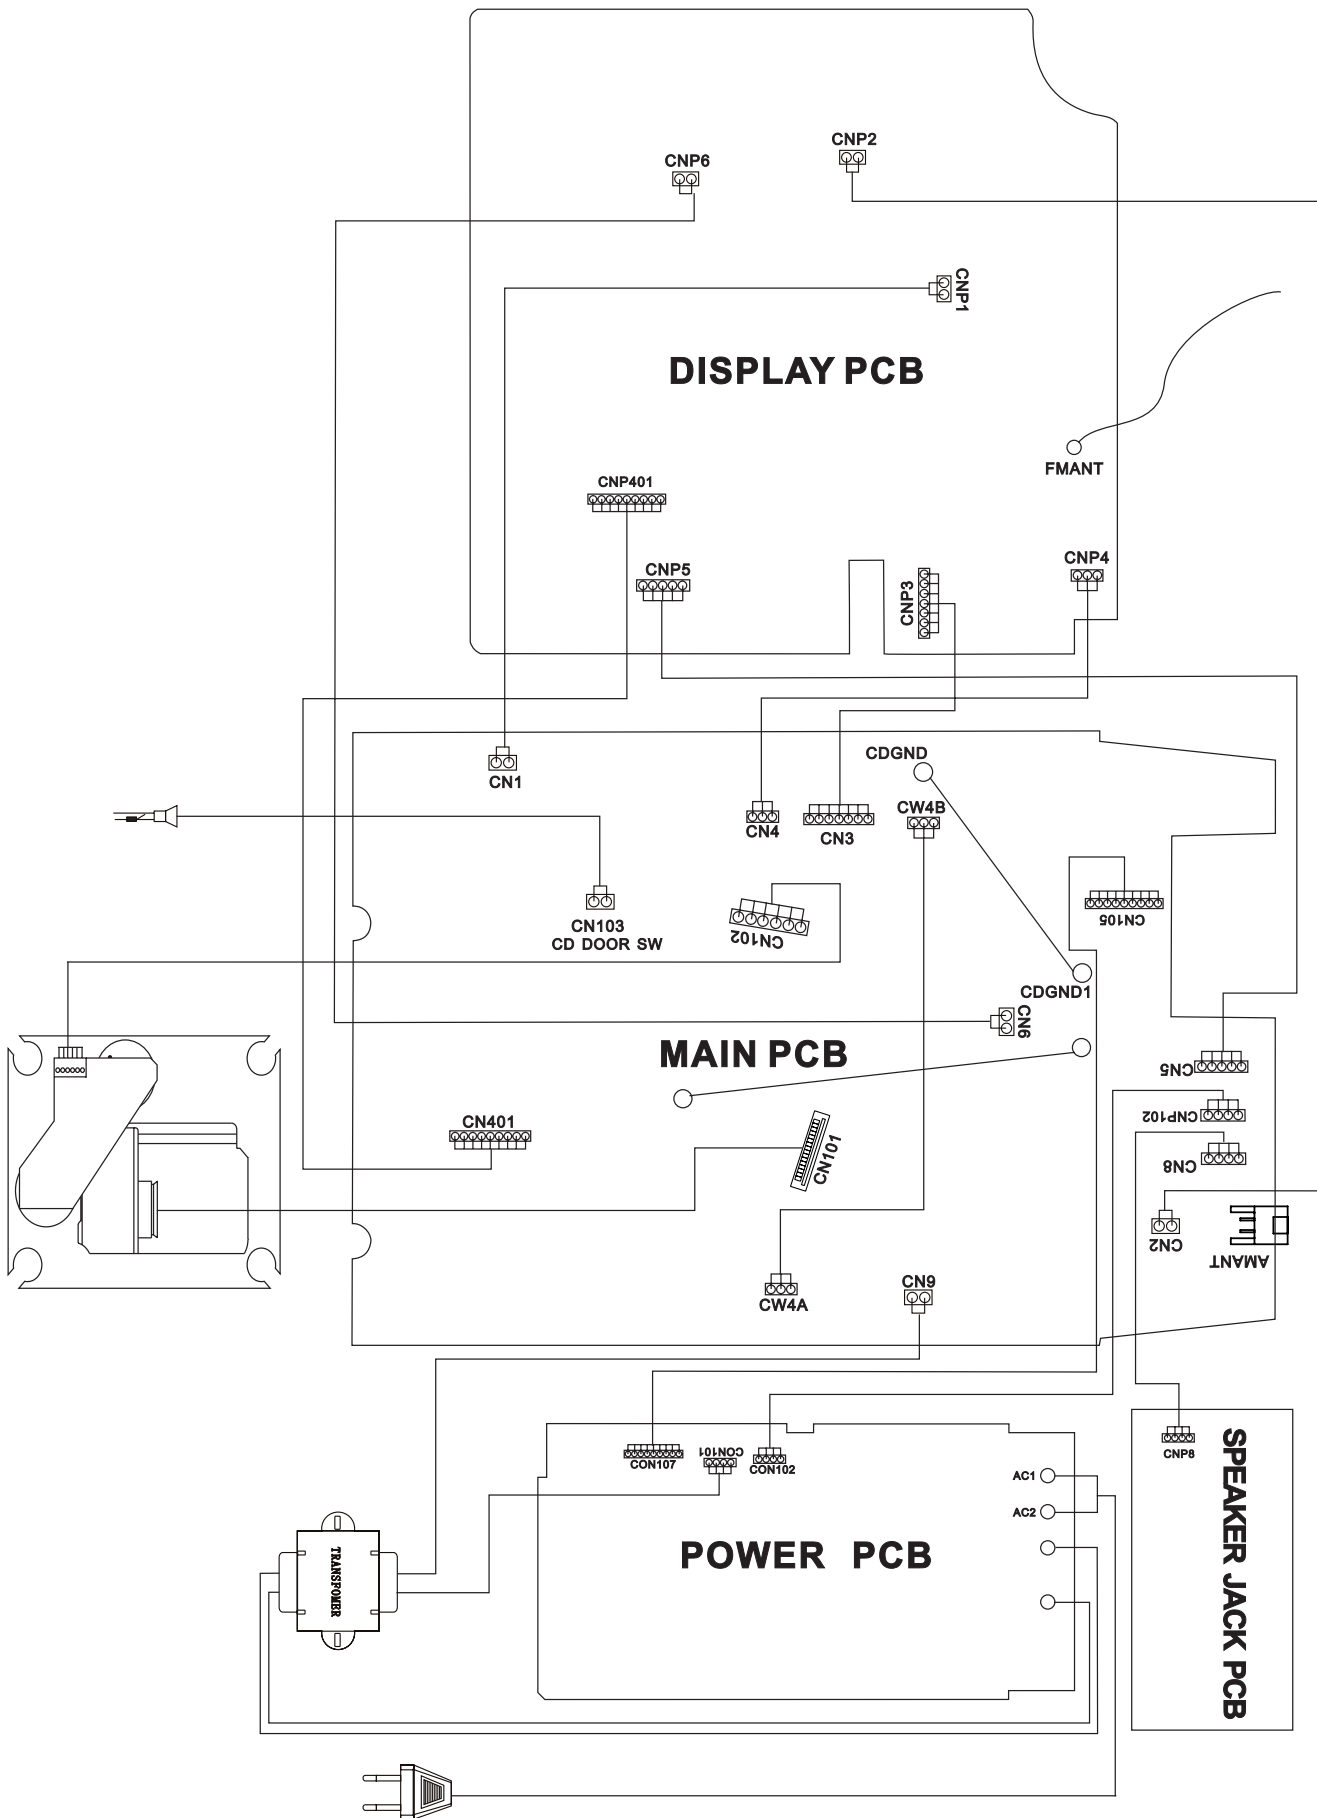 CNP2
CNP6
CNP1
DISPLAY PCB
FMANT
CNP401
CNP4
CNP5
CNP3
CDGND
CN1
CW4B
CN4
CN3
CN105
CN103
CD DOOR SW
CN102
CDGND1
CN6
MAIN PCB
CN5
CNP102
CN401
CN101
CN8
CN2
AMANT
CN9
CW4A
CON101
CNP8
CON107
CON102
AC1
AC2
SPEAKER JACK PCB
POWER PCB
TRANSFOMER